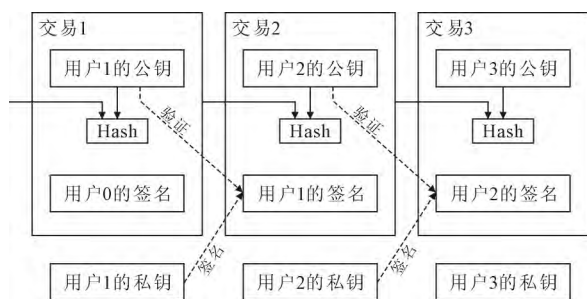 交易1
交易2
交易3
用户1的公钥
用户2的公钥
用户3的公钥
Hash
验证
Hash
验证
Hash
用户0的签名
用户1的签名
用户2的签名
签名
签名
用户1的私钥
用户2的私钥
用户3的私钥